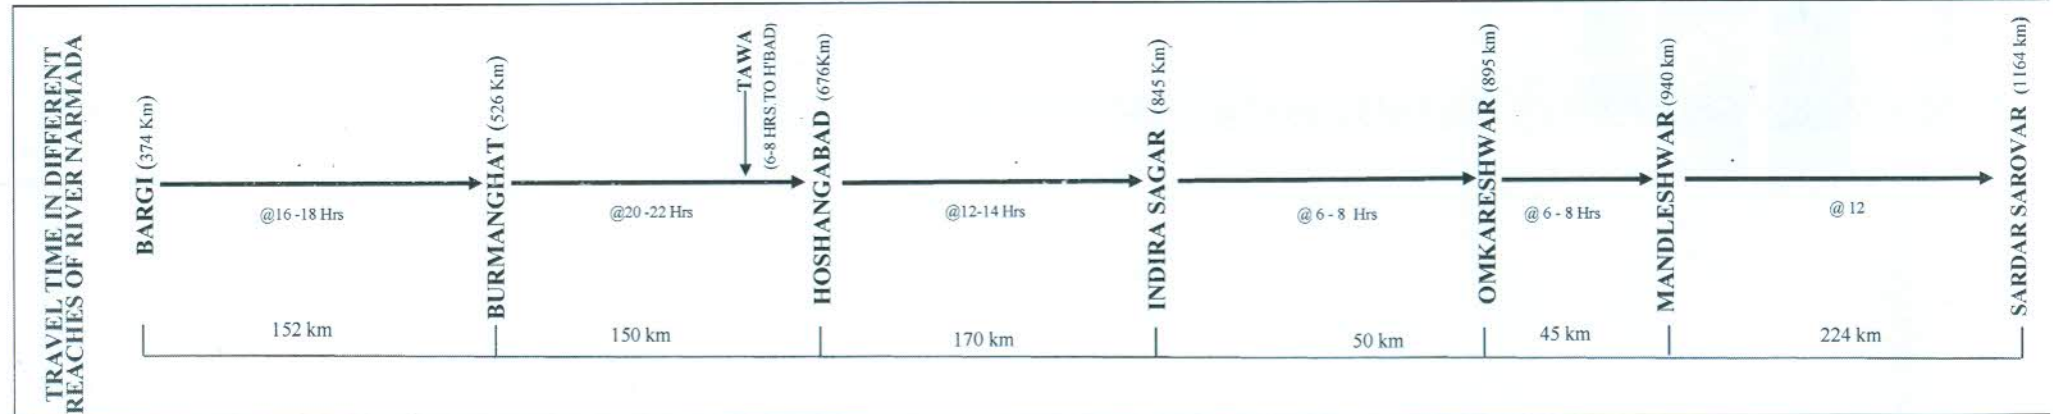 TRAVEL TIME IN DIFFERENT
REACHES OF RIVER NARMADA
BARGI (374 Km)
@16 -18 Hrs
BURMANGHAT (526 Km)
@20 -22 Hrs
TAWA
(6-8 HRS.TO H'BAD)
HOSHANGABAD (676Km)
@12-14 Hrs
INDIRA SAGAR (845 Km)
@ 6 - 8 Hrs
OMKARESHWAR (895 km)
@ 6 - 8 Hrs
MANDLESHWAR (940 km)
@ 12
SARDAR SAROVAR (1164 km)
152 km
150 km
170 km
50 km
45 km
224 km